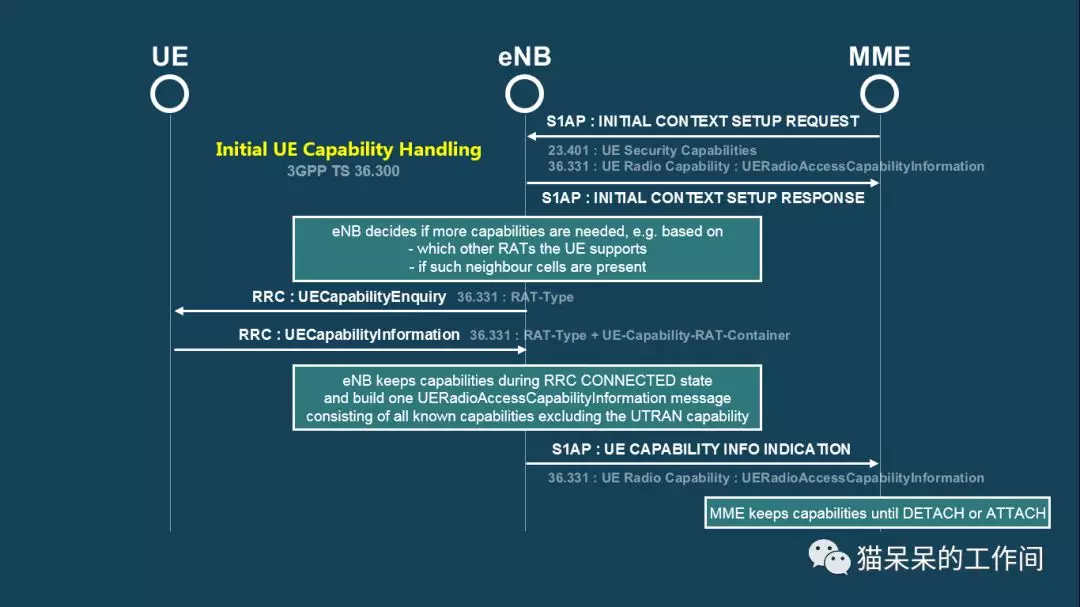 UE
eNB
MME
S1AP : INITIAL CONTEXT SETUP REQUEST
Initial UE Capability Handling
3GPP TS 36.300
23.401 : UE Security Capabilities
36.331 : UE Radio Capability : UERadioAccessCapabilityInformation
S1AP : INITIAL CONTEXT SETUP RESPONSE
eNB decides if more capabilities are needed, e.g. based on
- which other RATs the UE supports
- if such neighbour cells are present
RRC : UECapabilityEnquiry 36.331 : RAT-Type
RRC : UECapabilityInformation 36.331 : RAT-Type + UE-Capability-RAT-Container
eNB keeps capabilities during RRC CONNECTED state
and build one UERadioAccessCapabilityInformation message
consisting of all known capabilities excluding the UTRAN capability
S1AP : UE CAPABILITY INFO INDICATION
36.331 : UE Radio Capability : UERadioAccessCapabilityInformation
MME keeps capabilities until DETACH or ATTACH
猫呆呆的工作间